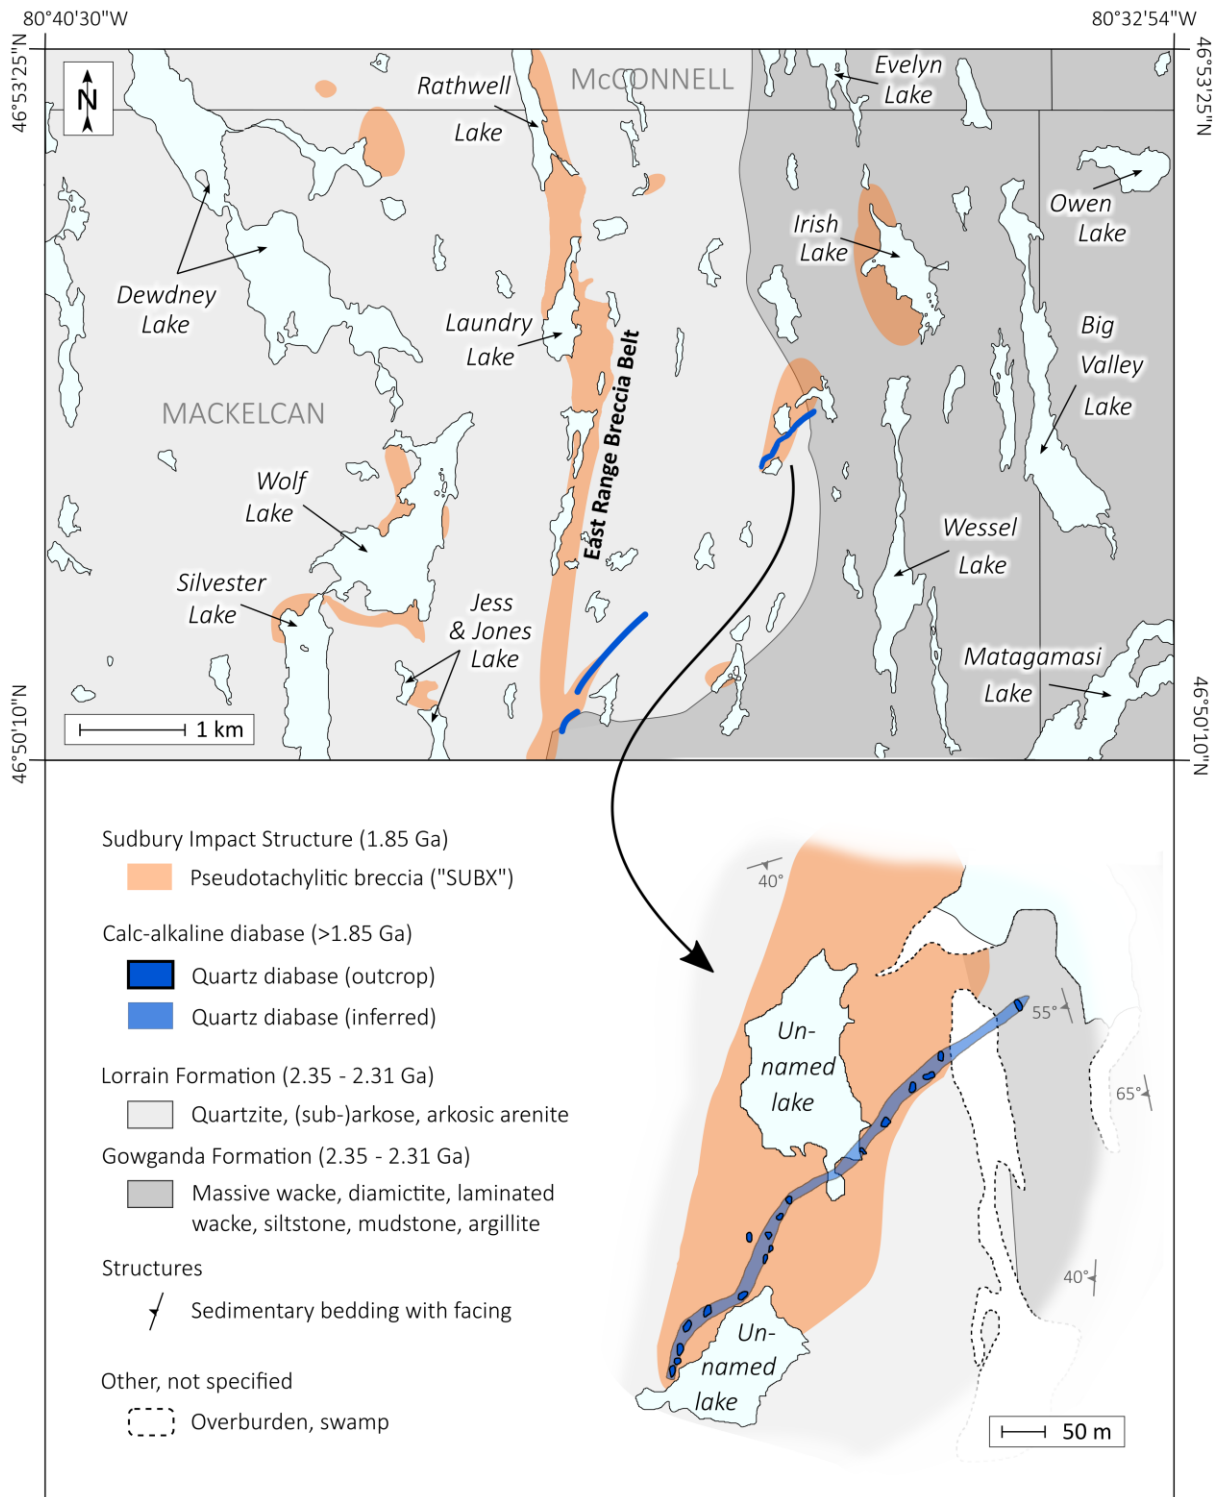 80°40'30"W
80°32'54"W
46°53'25"N
46°53'25"N
N
McCONNELL
Rathwell
Lake
Evelyn
Lake
Owen
Lake
Irish
Lake
Dewdney
Lake
Laundry
Lake
Big
Valley
Lake
East Range Breccia Belt
MACKELCAN
Wolf
Lake
Wessel
Lake
Silvester
Lake
Jess
& Jones
Lake
Matagamasi
Lake
1 km
46°50'10"N
46°50'10"N
Sudbury Impact Structure (1.85 Ga)
Pseudotachylitic breccia ("SUBX")
Calc-alkaline diabase (>1.85 Ga)
Quartz diabase (outcrop)
Quartz diabase (inferred)
Lorrain Formation (2.35 - 2.31 Ga)
Quartzite, (sub-)arkose, arkosic arenite
Gowganda Formation (2.35 - 2.31 Ga)
Massive wacke, diamictite, laminated
wacke, siltstone, mudstone, argillite
Structures
Sedimentary bedding with facing
Other, not specified
Overburden, swamp
40°
55°
65°
40°
Un-
named
lake
Un-
named
lake
50 m